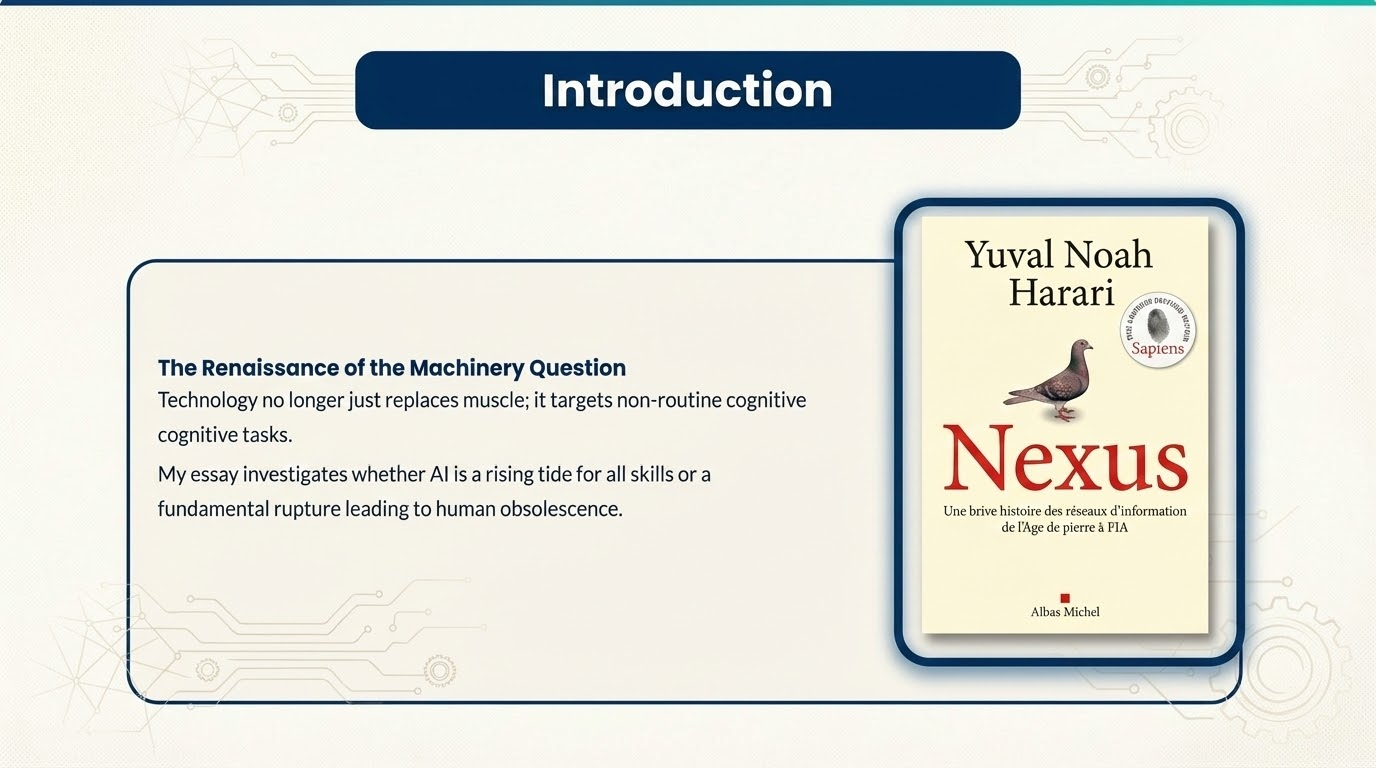 Introduction
The Renaissance of the Machinery Question
Technology no longer just replaces muscle; it targets non-routine cognitive
cognitive tasks.
My essay investigates whether AI is a rising tide for all skills or a
fundamental rupture leading to human obsolescence.
Yuval Noah
Harari
Sapiens
Nexus
Une brive histoire des réseaux d'information
de l'Age de pierre à FIA
Albas Michel